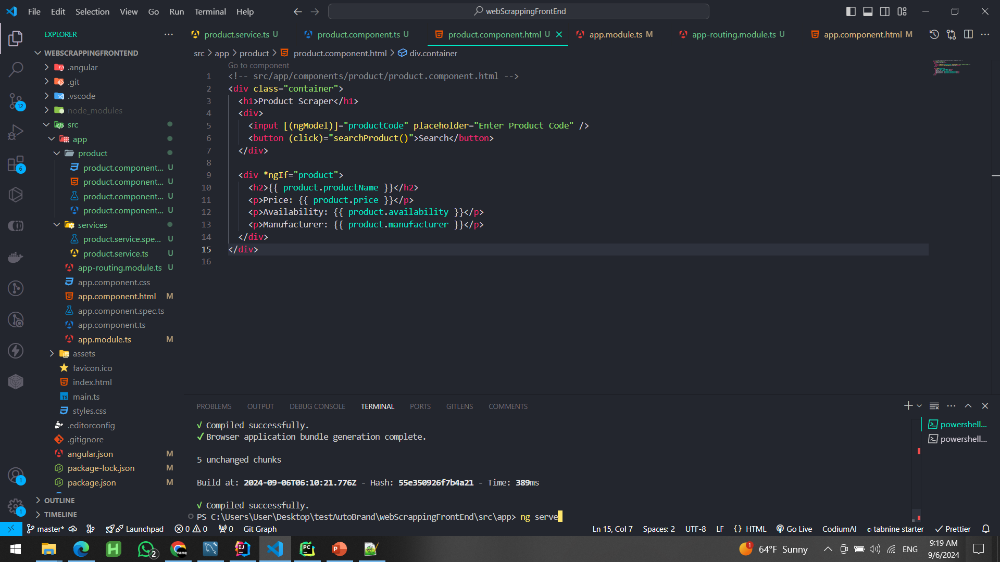 File Edit Selection View Go Run Terminal Help
webScrappingFrontEnd
EXPLORER
product.service.ts U
product.component.ts U
product.component.html U
app.module.ts M
app-routing.module.ts U
app.component.html M
src > app > product > product.component.html > div.container
WEBSCRAPPINGFRONTEND
.angular
.git
.vscode
node_modules
src
app
product
product.component... U
product.component... U
product.component... U
product.component... U
services
product.service.spe... U
product.service.ts U
app-routing.module.ts U
app.component.css
app.component.html M
app.component.spec.ts
app.component.ts
app.module.ts M
assets
favicon.ico
index.html
main.ts
styles.css
.editorconfig
.gitignore
angular.json M
package-lock.json M
package.json M
OUTLINE
TIMELINE
12
6
1
1
Go to component
1 <!-- src/app/components/product/product.component.html -->
2 <div class="container">
3 <h1>Product Scraper</h1>
4 <div>
5 <input [(ngModel)]="productCode" placeholder="Enter Product Code" />
6 <button (click)="searchProduct()">Search</button>
7 </div>
8
9 <div *ngIf="product">
10 <h2>{{ product.productName }}</h2>
11 <p>Price: {{ product.price }}</p>
12 <p>Availability: {{ product.availability }}</p>
13 <p>Manufacturer: {{ product.manufacturer }}</p>
14 </div>
15 </div>
16
PROBLEMS OUTPUT DEBUG CONSOLE TERMINAL PORTS GITLENS COMMENTS
√ Compiled successfully.
✔ Browser application bundle generation complete.
5 unchanged chunks
Build at: 2024-09-06T06:10:21.776Z - Hash: 55e350926f7b4a21 - Time: 389ms
√ Compiled successfully.
PS C:\Users\User\Desktop\testAutoBrand\webScrappingFrontEnd\src\app> ng serve
powershell...
powershell...
master* Launchpad 0 0 0 Git Graph
Ln 15, Col 7 Spaces: 2 UTF-8 LF {} HTML Go Live CodiumAI tabnine starter Prettier
2
1 64°F Sunny ENG
9:19 AM
9/6/2024